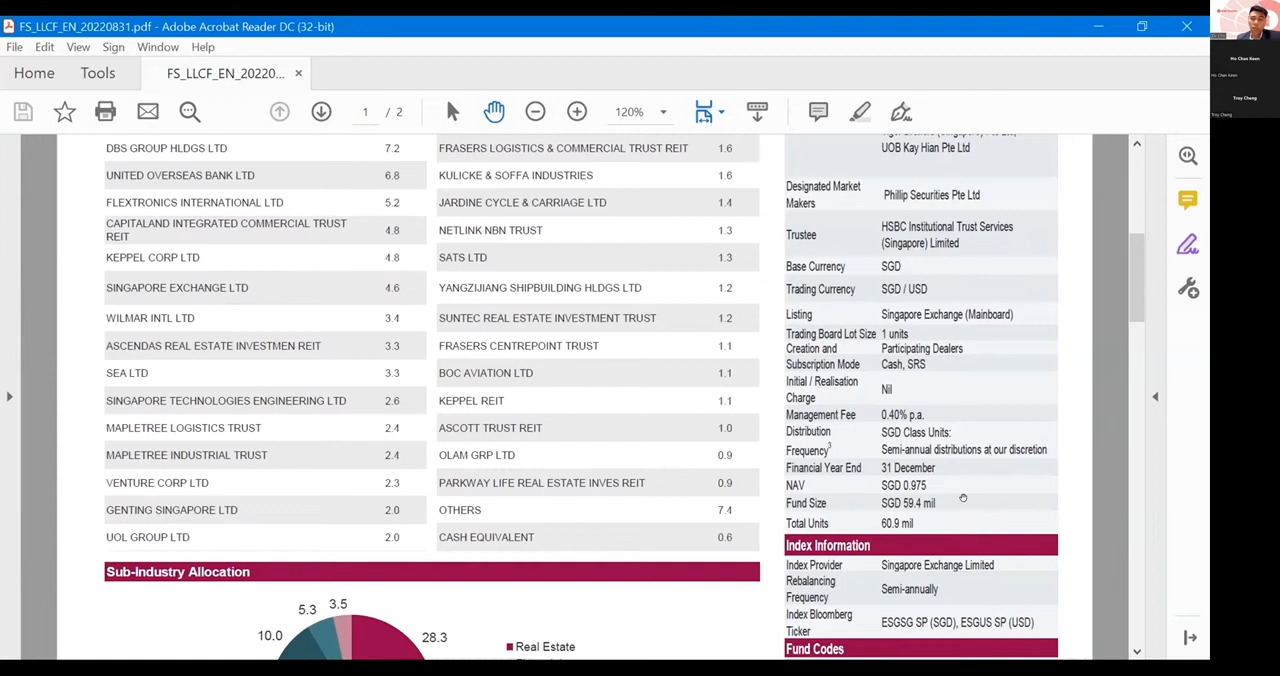 FS_LLCF_EN_20220831.pdf - Adobe Acrobat Reader DC (32-bit)
File Edit View Sign Window Help
Home Tools FS_LLCF_EN_20220... ×
1 / 2 120%
DBS GROUP HLDGS LTD 7.2
UNITED OVERSEAS BANK LTD 6.8
FLEXTRONICS INTERNATIONAL LTD 5.2
CAPITALAND INTEGRATED COMMERCIAL TRUST
REIT 4.8
KEPPEL CORP LTD 4.8
SINGAPORE EXCHANGE LTD 4.6
WILMAR INTL LTD 3.4
ASCENDAS REAL ESTATE INVESTMEN REIT 3.3
SEA LTD 3.3
SINGAPORE TECHNOLOGIES ENGINEERING LTD 2.6
MAPLETREE LOGISTICS TRUST 2.4
MAPLETREE INDUSTRIAL TRUST 2.4
VENTURE CORP LTD 2.3
GENTING SINGAPORE LTD 2.0
UOL GROUP LTD 2.0
FRASERS LOGISTICS & COMMERCIAL TRUST REIT 1.6
KULICKE & SOFFA INDUSTRIES 1.6
JARDINE CYCLE & CARRIAGE LTD 1.4
NETLINK NBN TRUST 1.3
SATS LTD 1.3
YANGZIJIANG SHIPBUILDING HLDGS LTD 1.2
SUNTEC REAL ESTATE INVESTMENT TRUST 1.2
FRASERS CENTREPOINT TRUST 1.1
BOC AVIATION LTD 1.1
KEPPEL REIT 1.1
ASCOTT TRUST REIT 1.0
OLAM GRP LTD 0.9
PARKWAY LIFE REAL ESTATE INVES REIT 0.9
OTHERS 7.4
CASH EQUIVALENT 0.6
Sub-Industry Allocation
3.5
5.3
10.0
28.3
Real Estate
UOB Kay Hian Pte Ltd
Designated Market
Makers Phillip Securities Pte Ltd
Trustee HSBC Institutional Trust Services
(Singapore) Limited
Base Currency SGD
Trading Currency SGD / USD
Listing Singapore Exchange (Mainboard)
Trading Board Lot Size 1 units
Creation and Participating Dealers
Subscription Mode Cash, SRS
Initial / Realisation
Charge Nil
Management Fee 0.40% p.a.
Distribution SGD Class Units:
Frequency3 Semi-annual distributions at our discretion
Financial Year End 31 December
NAV SGD 0.975
Fund Size SGD 59.4 mil
Total Units 60.9 mil
Index Information
Index Provider Singapore Exchange Limited
Rebalancing
Frequency Semi-annually
Index Bloomberg
Ticker ESGSG SP (SGD), ESGUS SP (USD)
Fund Codes
Ho Chan Keen
Ho Chan Keen
Troy Cheng
Troy Cheng